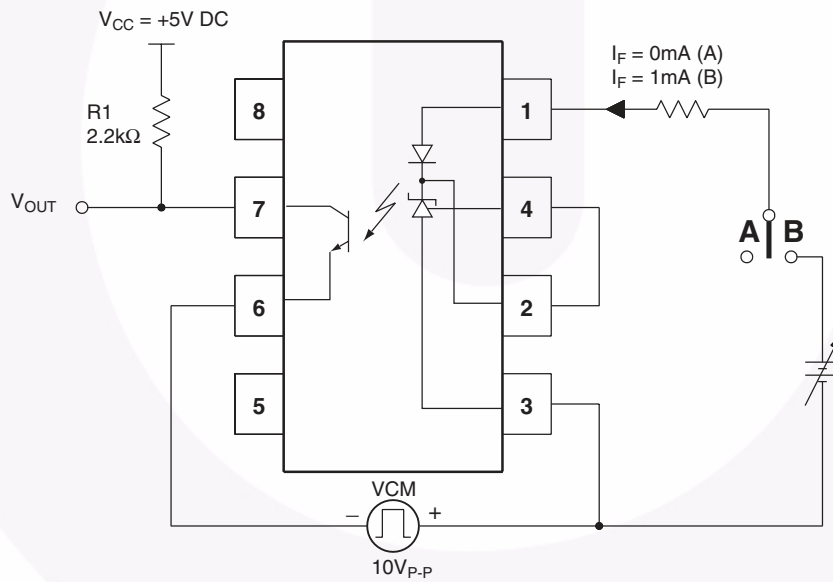 V_CC = +5V DC
R1
2.2kΩ
V_OUT
8
7
6
5
1
4
2
3
I_F = 0mA (A)
I_F = 1mA (B)
A B
VCM
– +
10V_P-P